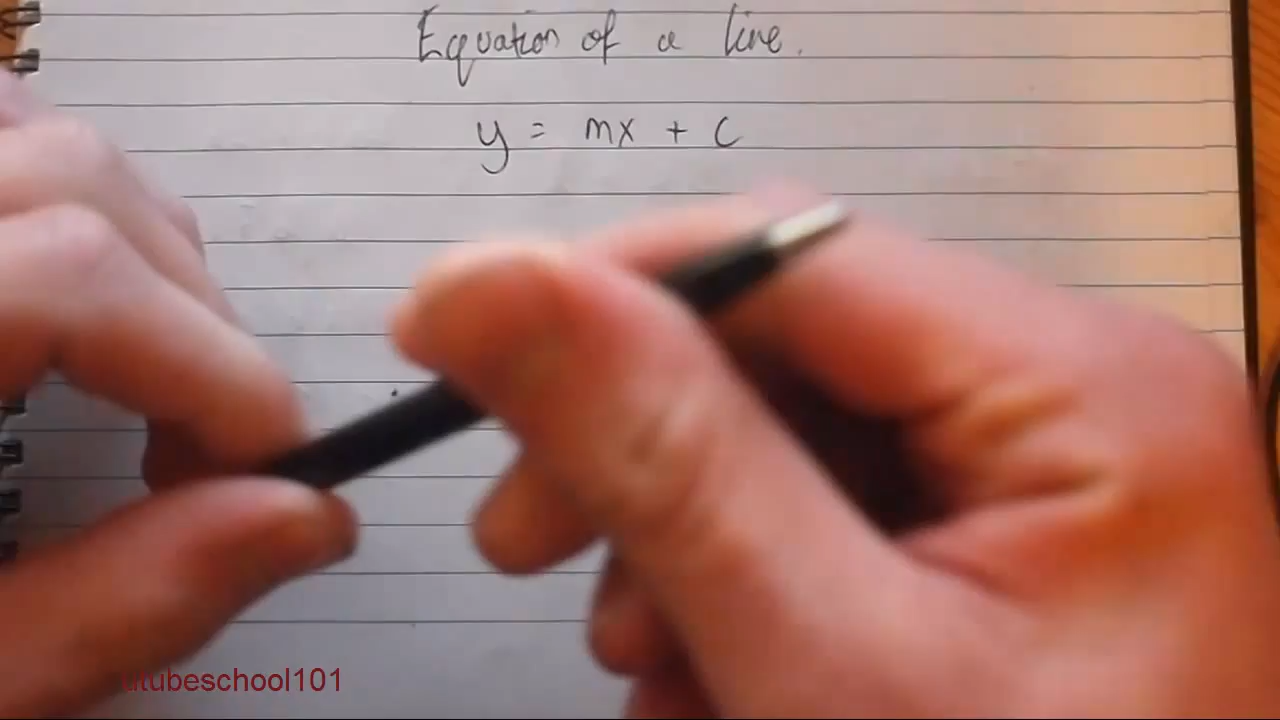 Equation of a line.
y = mx + c
utubeschool101